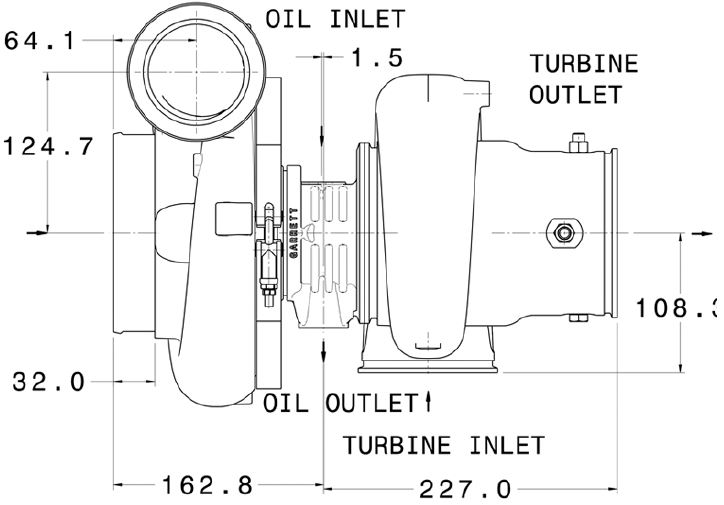 OIL INLET
64.1
1.5
TURBINE
OUTLET
124.7
GARRETT
108.3
32.0
OIL OUTLET
TURBINE INLET
162.8
227.0